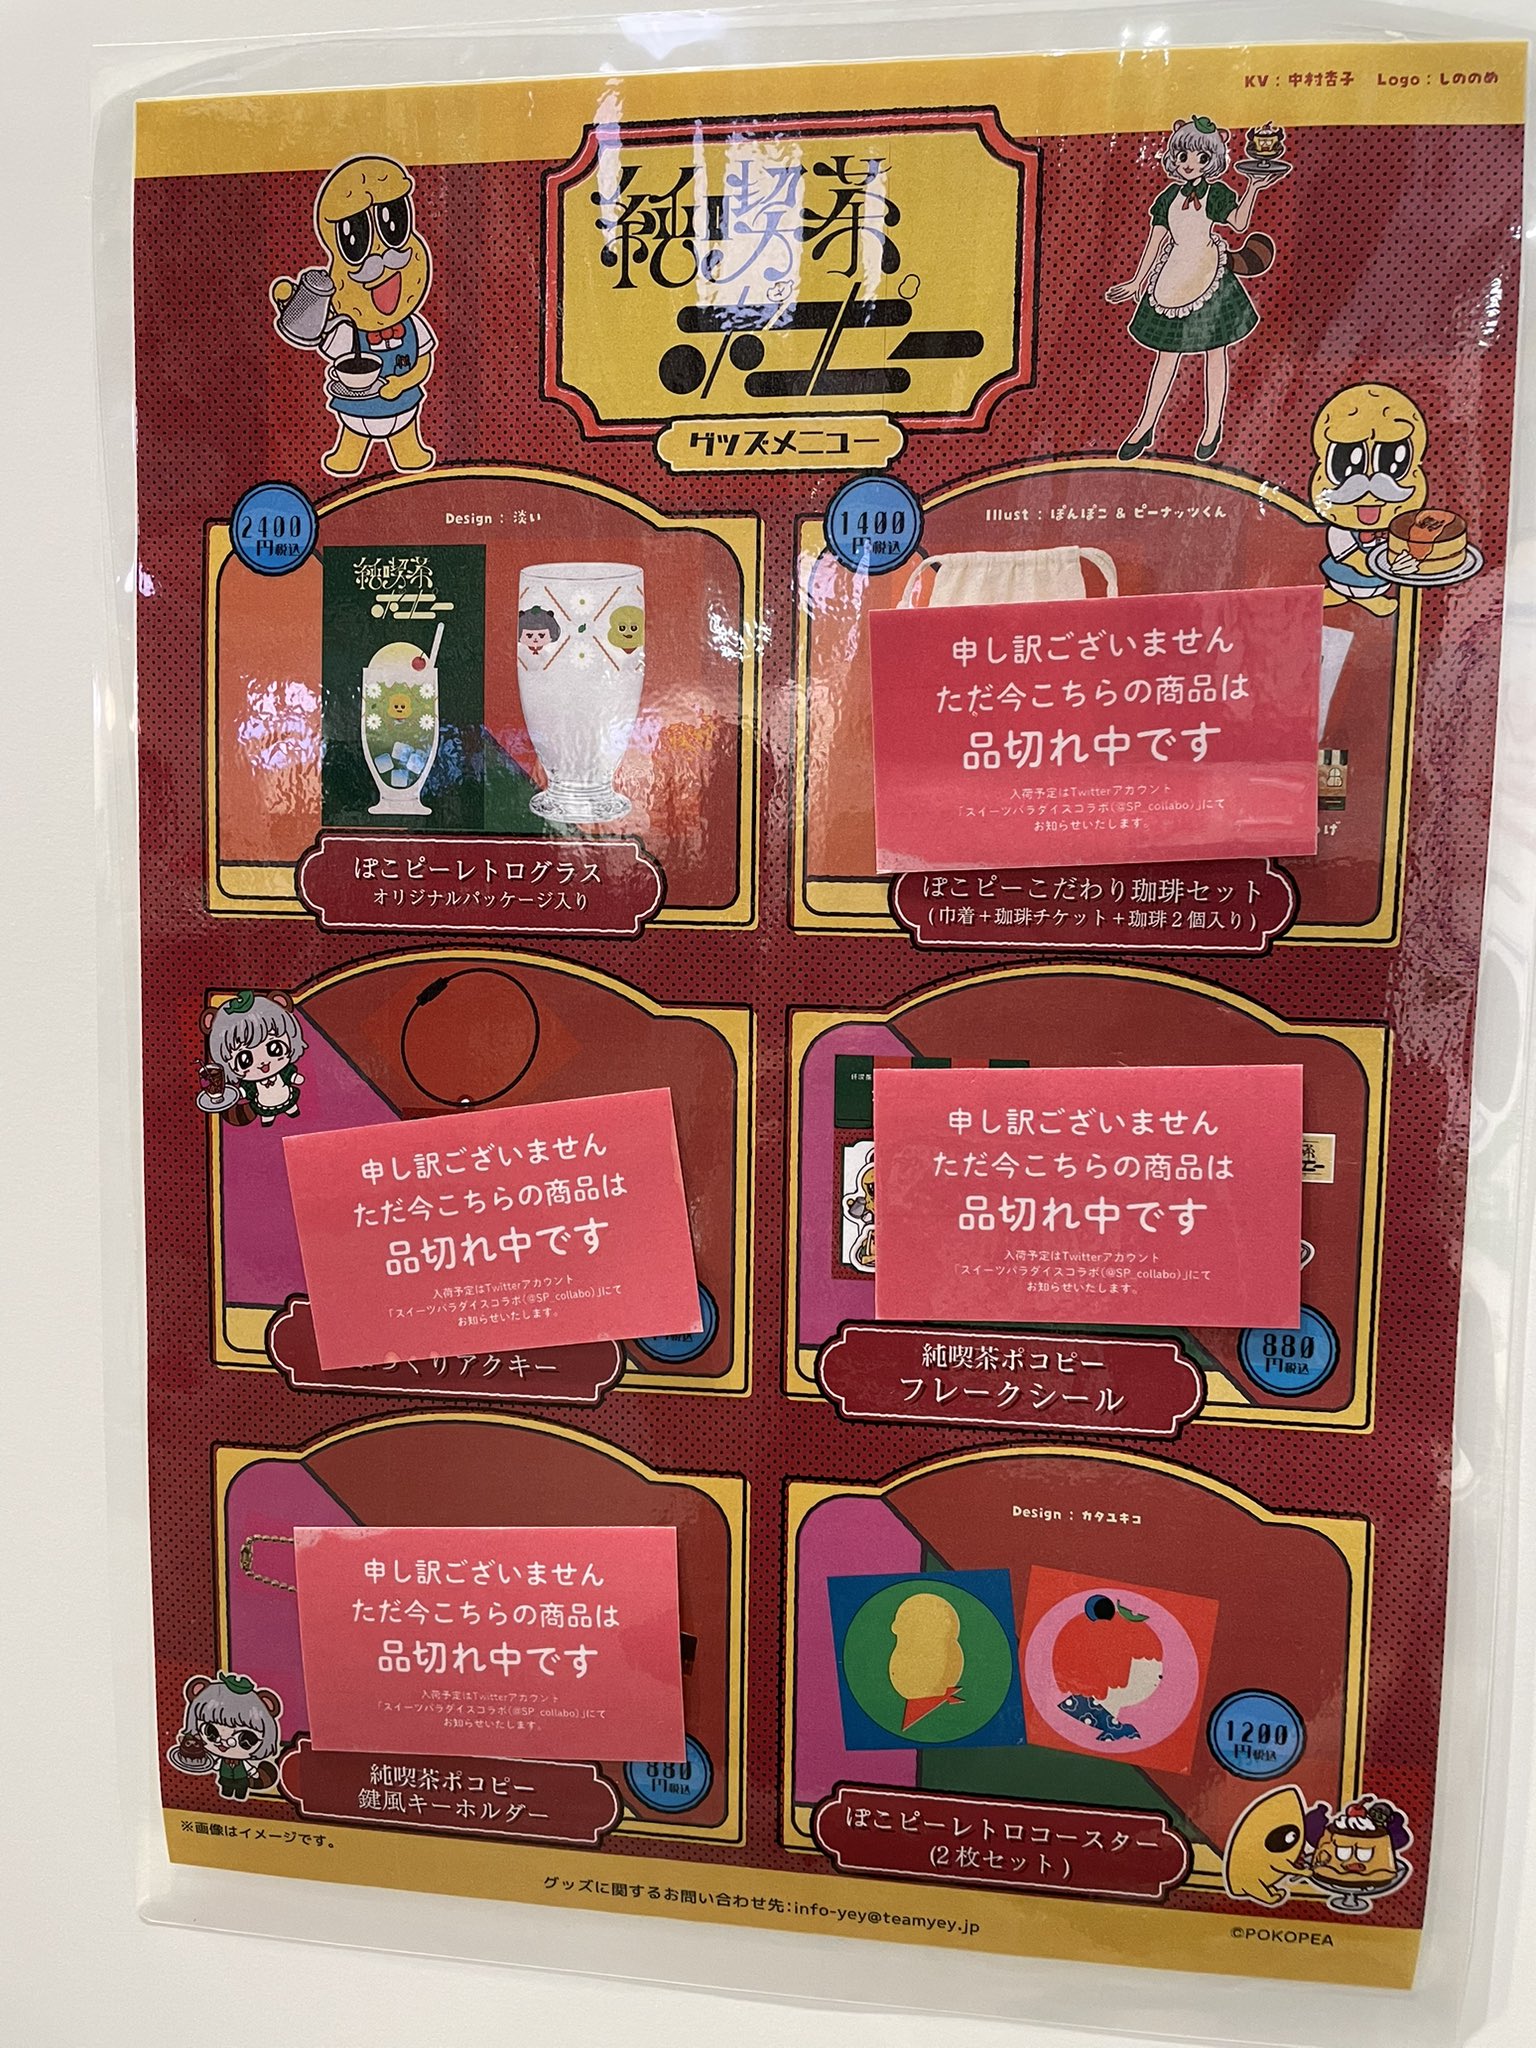 KV：中村杏子　Logo：しののめ
純喫茶
ポコピー
グッズメニュー
2400
円税込
Design：淡い
純喫茶
ポコピー
ぽこピーレトログラス
オリジナルパッケージ入り
1400
円税込
Illust：ぽんぽこ & ピーナッツくん
申し訳ございません
ただ今こちらの商品は
品切れ中です
入荷予定はTwitterアカウント
「スイーツパラダイスコラボ(@SP_collabo)」にて
お知らせいたします。
げ
ぽこピーこだわり珈琲セット
(巾着＋珈琲チケット＋珈琲２個入り)
申し訳ございません
ただ今こちらの商品は
品切れ中です
入荷予定はTwitterアカウント
「スイーツパラダイスコラボ(@SP_collabo)」にて
お知らせいたします。
くりアクキー
申し訳ございません
ただ今こちらの商品は
品切れ中です
入荷予定はTwitterアカウント
「スイーツパラダイスコラボ(@SP_collabo)」にて
お知らせいたします。
880
円税込
純喫茶ポコピー
フレークシール
申し訳ございません
ただ今こちらの商品は
品切れ中です
入荷予定はTwitterアカウント
「スイーツパラダイスコラボ(@SP_collabo)」にて
お知らせいたします。
880
円税込
純喫茶ポコピー
鍵風キーホルダー
Design：カタユキコ
1200
円税込
ぽこピーレトロコースター
(２枚セット)
※画像はイメージです。
グッズに関するお問い合わせ先：info-yey@teamyey.jp
©POKOPEA